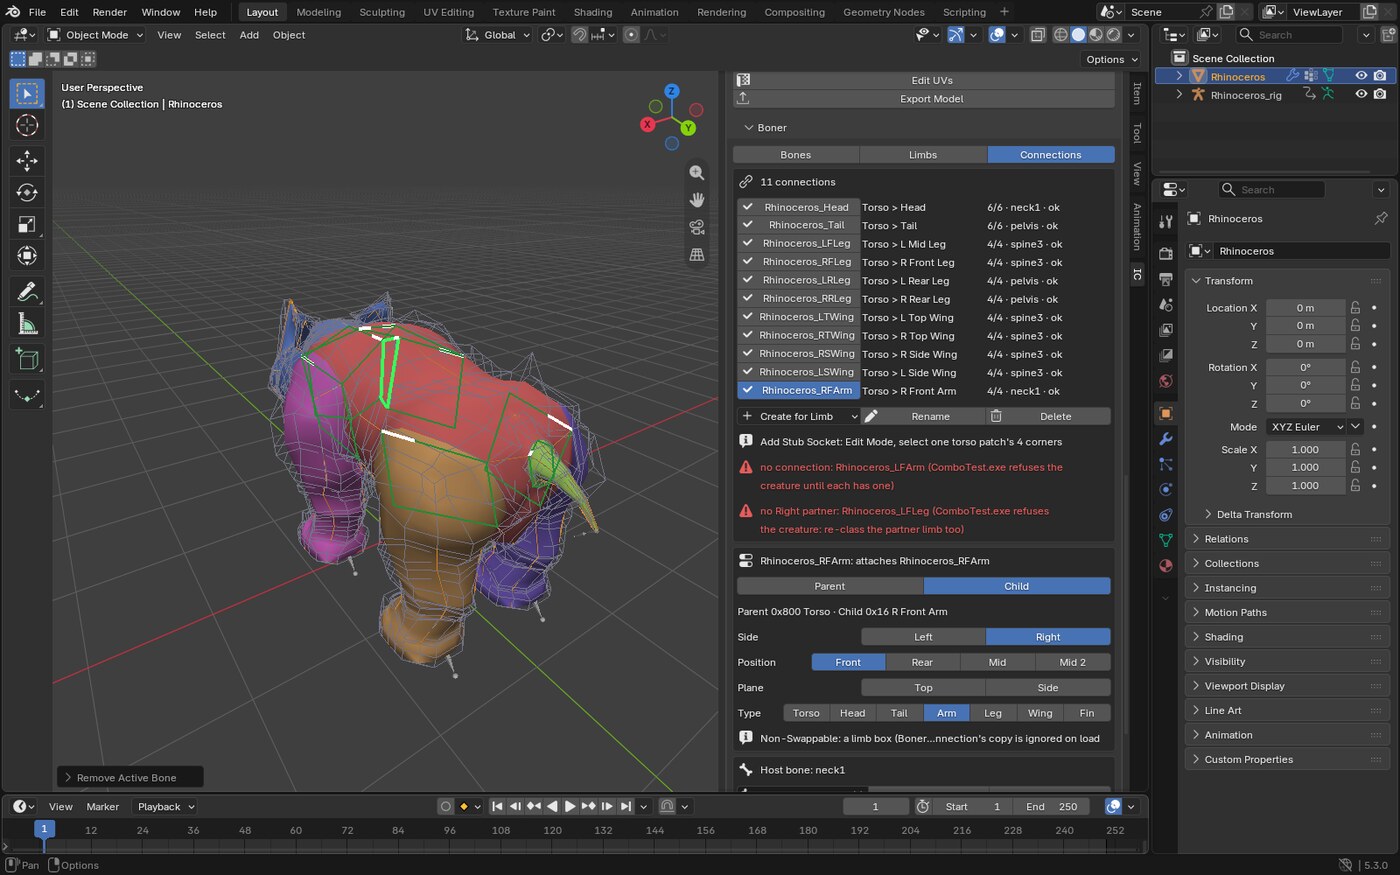 File Edit Render Window Help Layout Modeling Sculpting UV Editing Texture Paint Shading Animation Rendering Compositing Geometry Nodes Scripting + Scene ViewLayer
Object Mode View Select Add Object Global Search
Options
User Perspective
(1) Scene Collection | Rhinoceros
Z
X
Y
Edit UVs
Export Model
Boner
Bones Limbs Connections
11 connections
Rhinoceros_Head Torso > Head 6/6 · neck1 · ok
Rhinoceros_Tail Torso > Tail 6/6 · pelvis · ok
Rhinoceros_LFLeg Torso > L Mid Leg 4/4 · spine3 · ok
Rhinoceros_RFLeg Torso > R Front Leg 4/4 · spine3 · ok
Rhinoceros_LRLeg Torso > L Rear Leg 4/4 · pelvis · ok
Rhinoceros_RRLeg Torso > R Rear Leg 4/4 · pelvis · ok
Rhinoceros_LTWing Torso > L Top Wing 4/4 · spine3 · ok
Rhinoceros_RTWing Torso > R Top Wing 4/4 · spine3 · ok
Rhinoceros_RSWing Torso > R Side Wing 4/4 · spine3 · ok
Rhinoceros_LSWing Torso > L Side Wing 4/4 · spine3 · ok
Rhinoceros_RFArm Torso > R Front Arm 4/4 · neck1 · ok
Create for Limb Rename Delete
Add Stub Socket: Edit Mode, select one torso patch's 4 corners
no connection: Rhinoceros_LFArm (ComboTest.exe refuses the
creature until each has one)
no Right partner: Rhinoceros_LFLeg (ComboTest.exe refuses
the creature: re-class the partner limb too)
Rhinoceros_RFArm: attaches Rhinoceros_RFArm
Parent Child
Parent 0x800 Torso · Child 0x16 R Front Arm
Side Left Right
Position Front Rear Mid Mid 2
Plane Top Side
Type Torso Head Tail Arm Leg Wing Fin
Non-Swappable: a limb box (Boner...nnection's copy is ignored on load
Host bone: neck1
Item
Tool
View
Animation
IC
Scene Collection
Rhinoceros
Rhinoceros_rig
Search
Rhinoceros
Rhinoceros
Transform
Location X 0 m
Y 0 m
Z 0 m
Rotation X 0°
Y 0°
Z 0°
Mode XYZ Euler
Scale X 1.000
Y 1.000
Z 1.000
Delta Transform
Relations
Collections
Instancing
Motion Paths
Shading
Visibility
Viewport Display
Line Art
Animation
Custom Properties
Remove Active Bone
View Marker Playback 1 Start 1 End 250
1 12 24 36 48 60 72 84 96 108 120 132 144 156 168 180 192 204 216 228 240 252
Pan Options 5.3.0